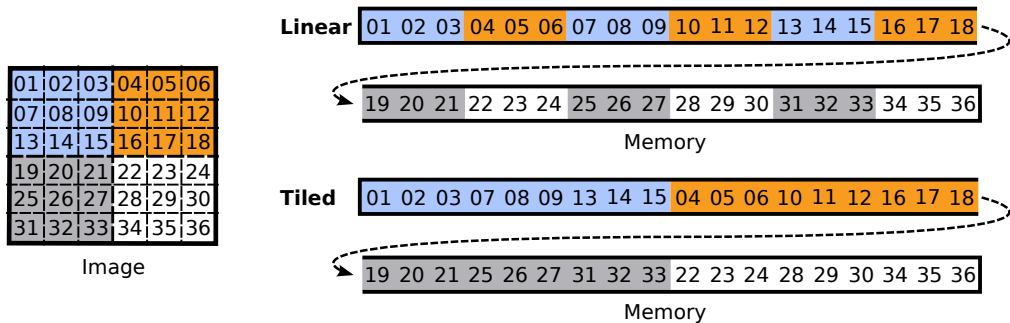 Linear 01 02 03 04 05 06 07 08 09 10 11 12 13 14 15 16 17 18
19 20 21 22 23 24 25 26 27 28 29 30 31 32 33 34 35 36
Memory
01 02 03 04 05 06
07 08 09 10 11 12
13 14 15 16 17 18
19 20 21 22 23 24
25 26 27 28 29 30
31 32 33 34 35 36
Image
Tiled 01 02 03 07 08 09 13 14 15 04 05 06 10 11 12 16 17 18
19 20 21 25 26 27 31 32 33 22 23 24 28 29 30 34 35 36
Memory